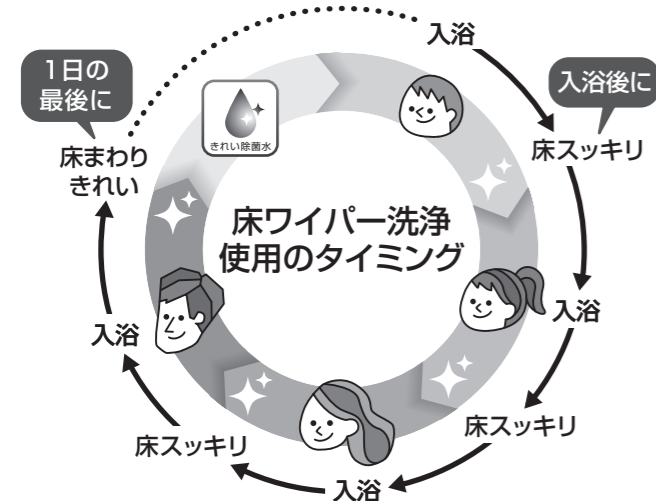 入浴
1日の
最後に
入浴後に
きれい除菌水
床まわり
きれい
床スッキリ
床ワイパー洗浄
使用のタイミング
入浴
入浴
床スッキリ
床スッキリ
入浴